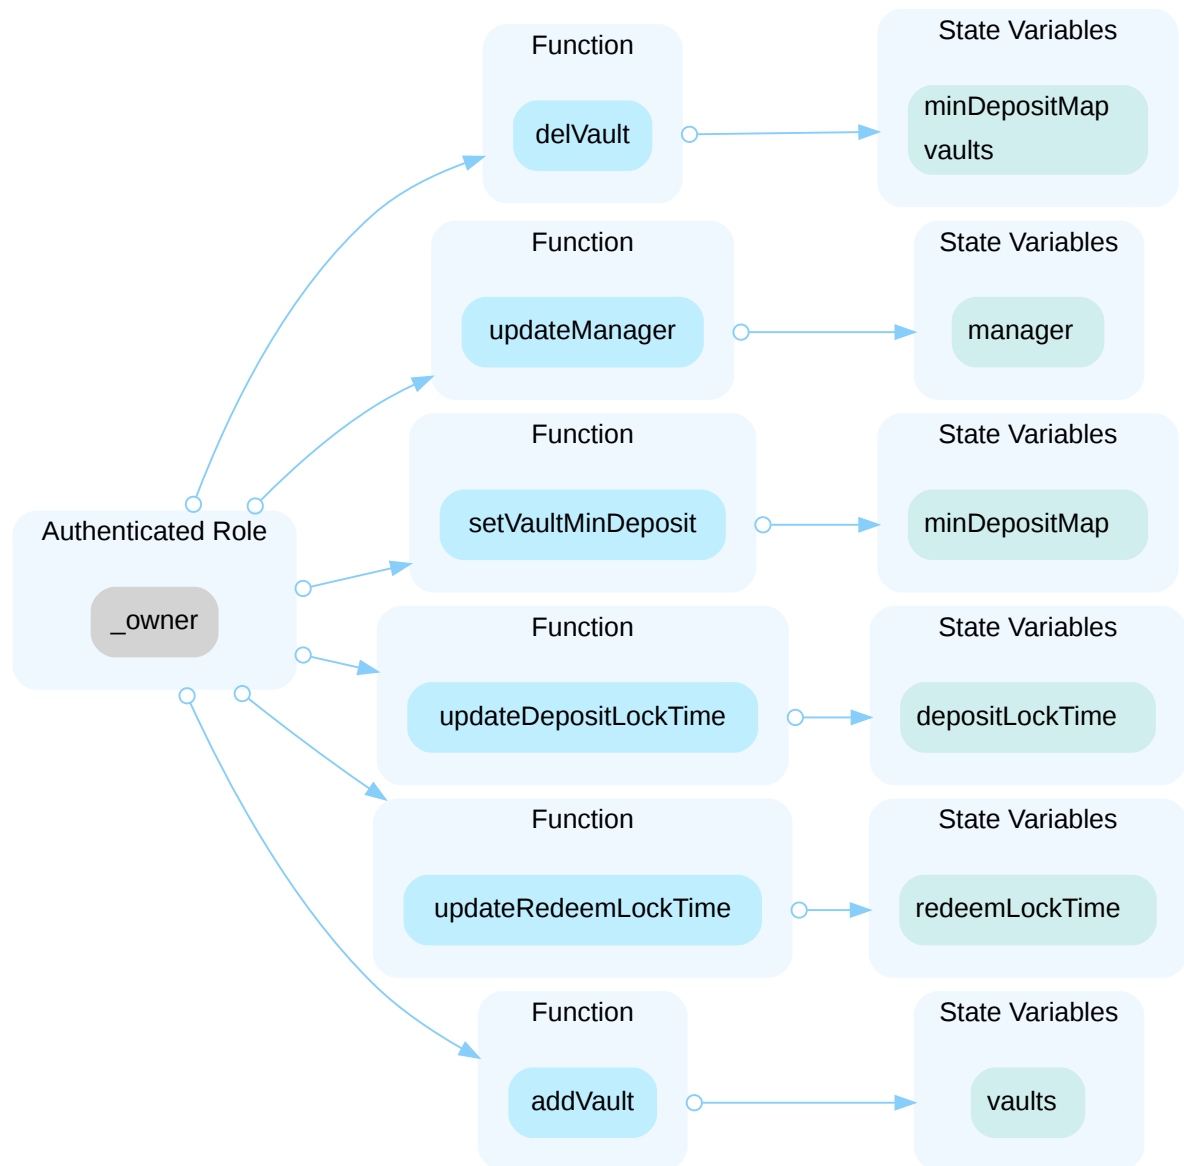 Function
State Variables
delVault
minDepositMap
vaults
Function
State Variables
updateManager
manager
Function
State Variables
setVaultMinDeposit
minDepositMap
Authenticated Role
_owner
Function
State Variables
updateDepositLockTime
depositLockTime
Function
State Variables
updateRedeemLockTime
redeemLockTime
Function
State Variables
addVault
vaults